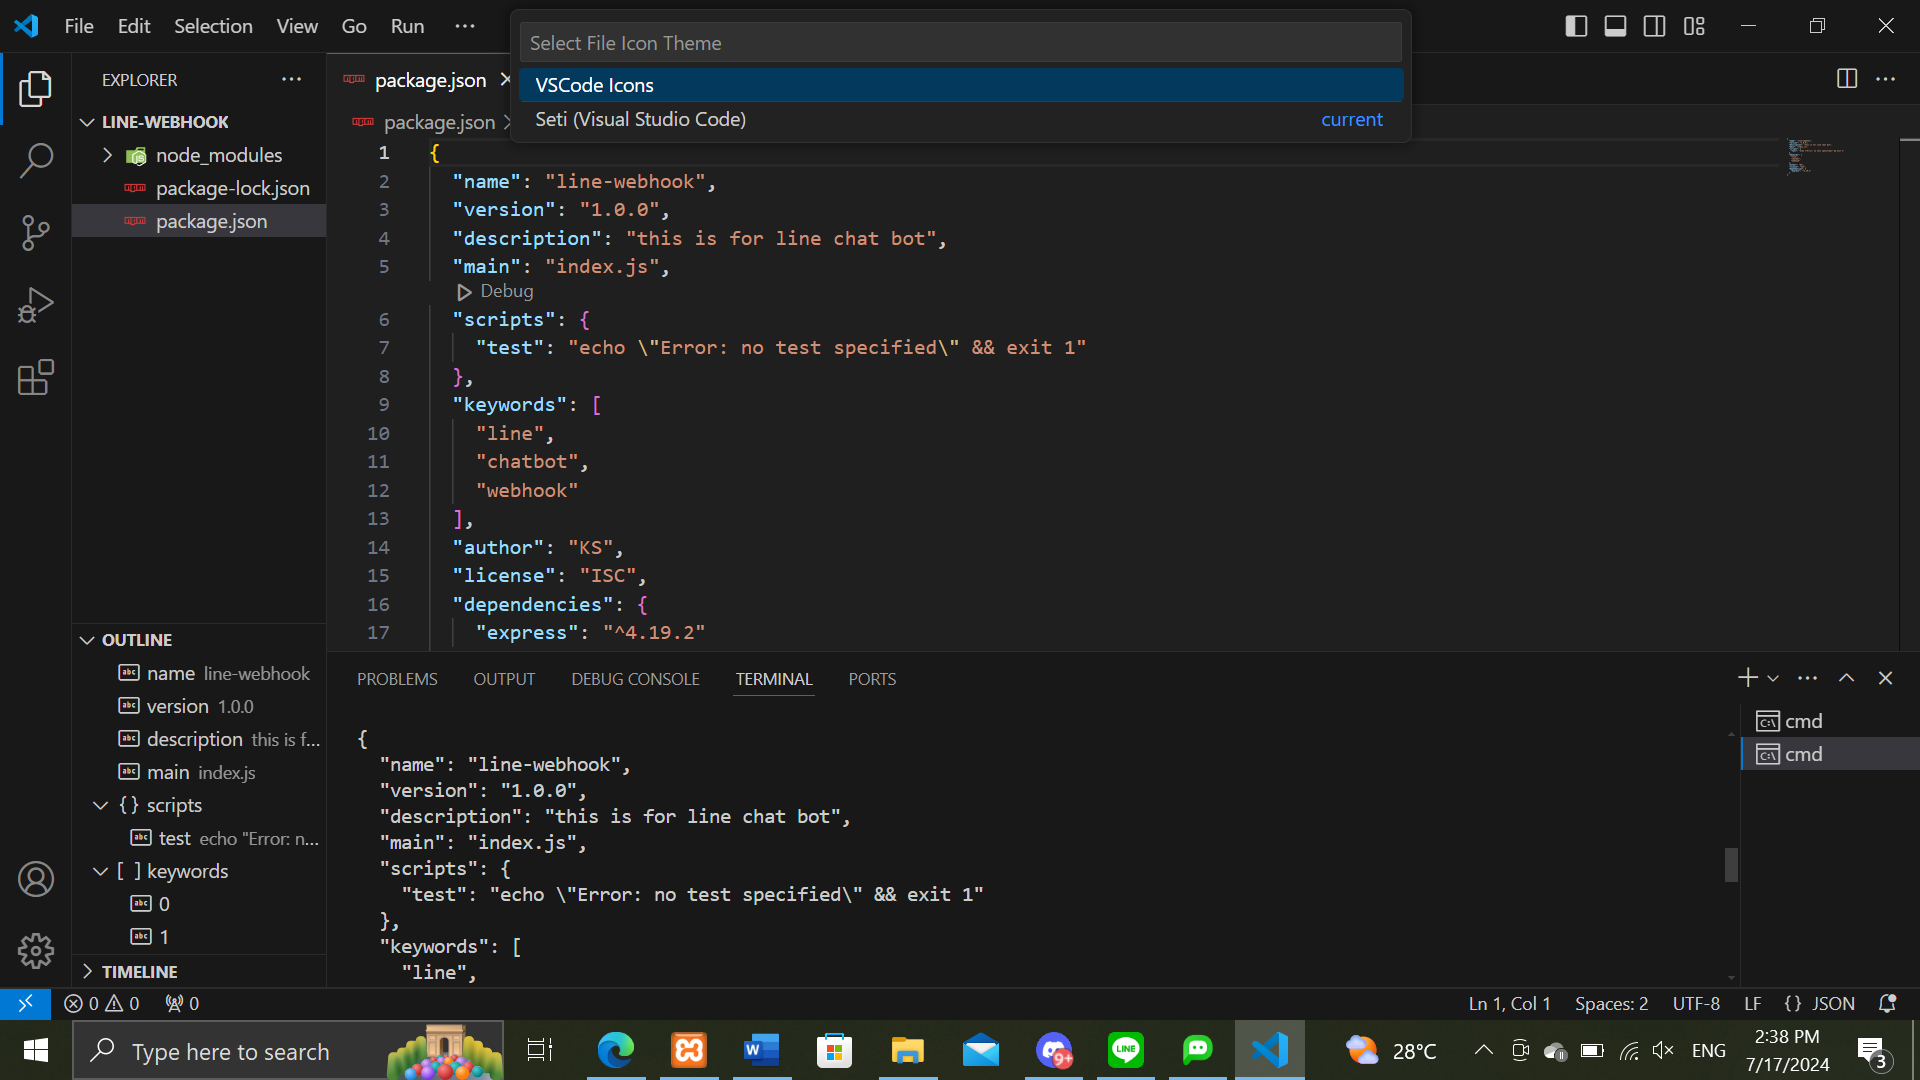 File Edit Selection View Go Run ...
Select File Icon Theme
VSCode Icons
Seti (Visual Studio Code) current
EXPLORER
LINE-WEBHOOK
node_modules
package-lock.json
package.json
OUTLINE
name line-webhook
version 1.0.0
description this is f...
main index.js
{} scripts
test echo "Error: n...
[ ] keywords
0
1
TIMELINE
package.json
package.json
1 {
2 "name": "line-webhook",
3 "version": "1.0.0",
4 "description": "this is for line chat bot",
5 "main": "index.js",
Debug
6 "scripts": {
7 "test": "echo \"Error: no test specified\" && exit 1"
8 },
9 "keywords": [
10 "line",
11 "chatbot",
12 "webhook"
13 ],
14 "author": "KS",
15 "license": "ISC",
16 "dependencies": {
17 "express": "^4.19.2"
PROBLEMS OUTPUT DEBUG CONSOLE TERMINAL PORTS
{
"name": "line-webhook",
"version": "1.0.0",
"description": "this is for line chat bot",
"main": "index.js",
"scripts": {
"test": "echo \"Error: no test specified\" && exit 1"
},
"keywords": [
"line",
cmd
cmd
0 0 0
Ln 1, Col 1 Spaces: 2 UTF-8 LF {} JSON
Type here to search
9+
LINE
28°C
ENG
2:38 PM
7/17/2024
3